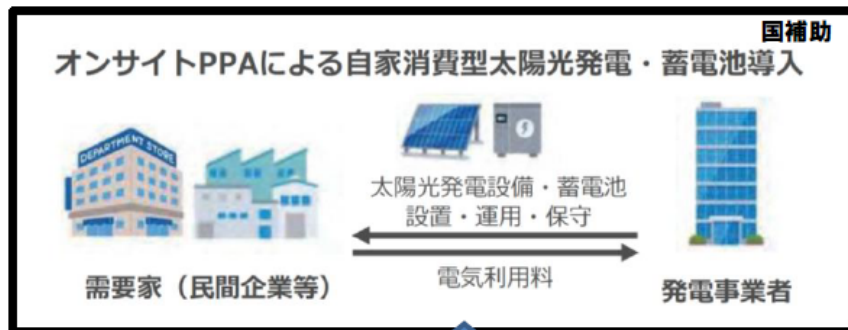 国補助
オンサイトPPAによる自家消費型太陽光発電・蓄電池導入
DEPARTMENT STORE
太陽光発電設備・蓄電池
設置・運用・保守
電気利用料
需要家（民間企業等）
発電事業者